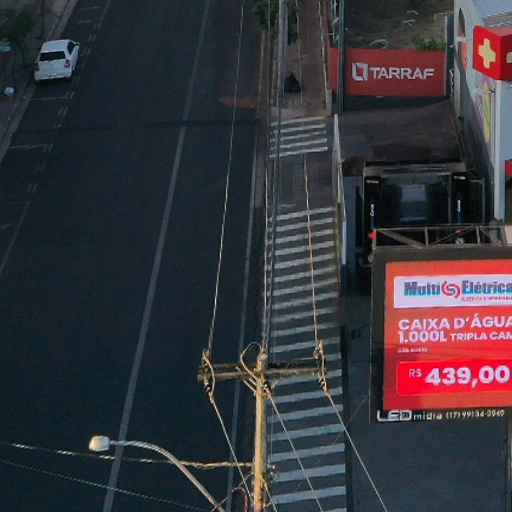 TARRAF
Multi Elétrica
CAIXA D'ÁGUA
1.000L TRIPLA CAM
R$ 439,00
LED mídia (17) 99134-2949